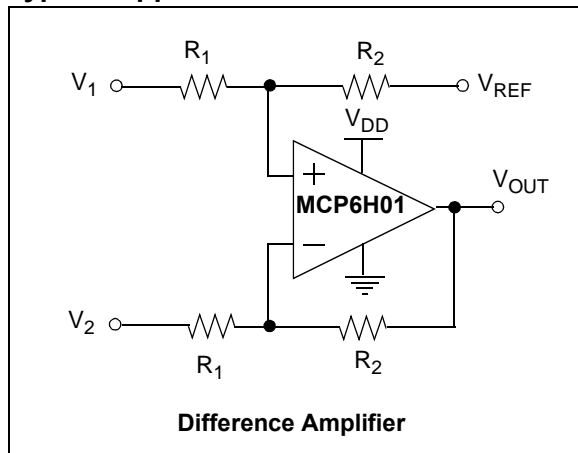 R1
R2
V1
VREF
VDD
VOUT
+
MCP6H01
−
V2
R1
R2
Difference Amplifier